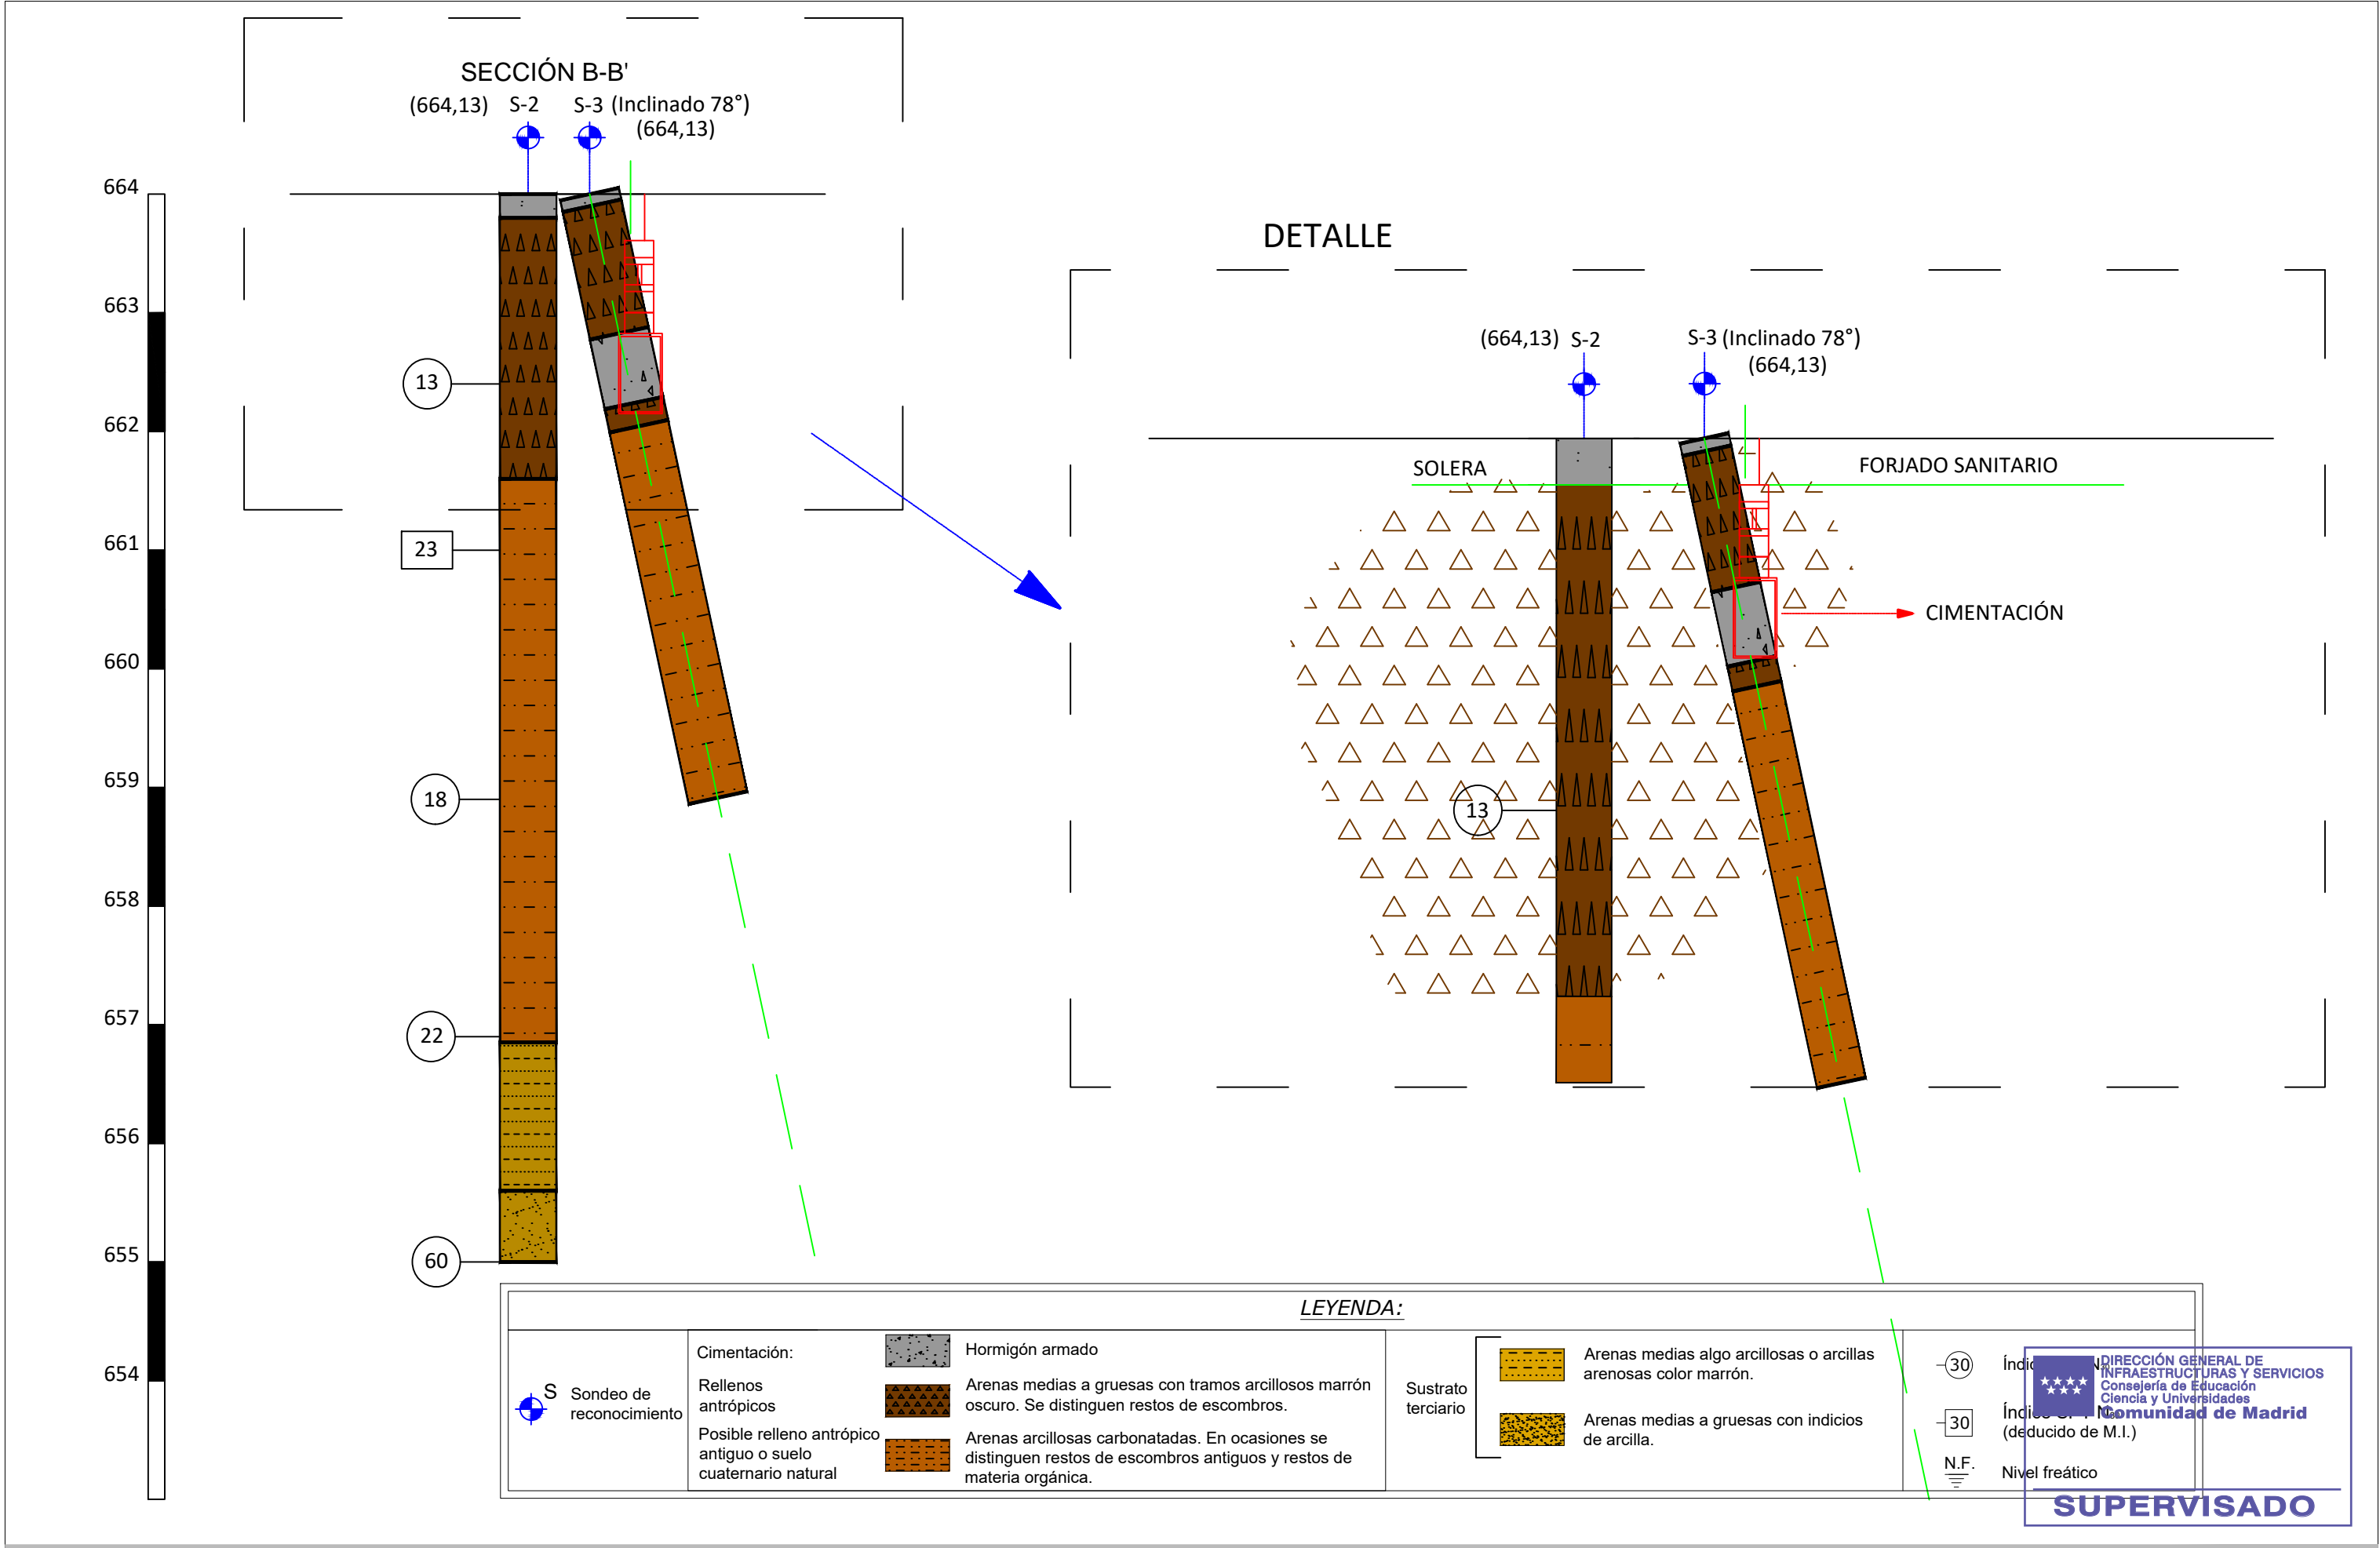 SECCIÓN B-B'
(664,13) S-2 S-3 (Inclinado 78°)
(664,13)
664
663
662
661
660
659
658
657
656
655
654
13
23
18
22
60
DETALLE
(664,13) S-2 S-3 (Inclinado 78°)
(664,13)
SOLERA
FORJADO SANITARIO
CIMENTACIÓN
13
LEYENDA:
S
Sondeo de
reconocimiento
Cimentación:
Hormigón armado
Rellenos
antrópicos
Arenas medias a gruesas con tramos arcillosos marrón
oscuro. Se distinguen restos de escombros.
Posible relleno antrópico
antiguo o suelo
cuaternario natural
Arenas arcillosas carbonatadas. En ocasiones se
distinguen restos de escombros antiguos y restos de
materia orgánica.
Sustrato
terciario
Arenas medias algo arcillosas o arcillas
arenosas color marrón.
Arenas medias a gruesas con indicios
de arcilla.
30
30
(deducido de M.I.)
N.F.
Nivel freático
DIRECCIÓN GENERAL DE
INFRAESTRUCTURAS Y SERVICIOS
Consejería de Educación
Ciencia y Universidades
Comunidad de Madrid
SUPERVISADO